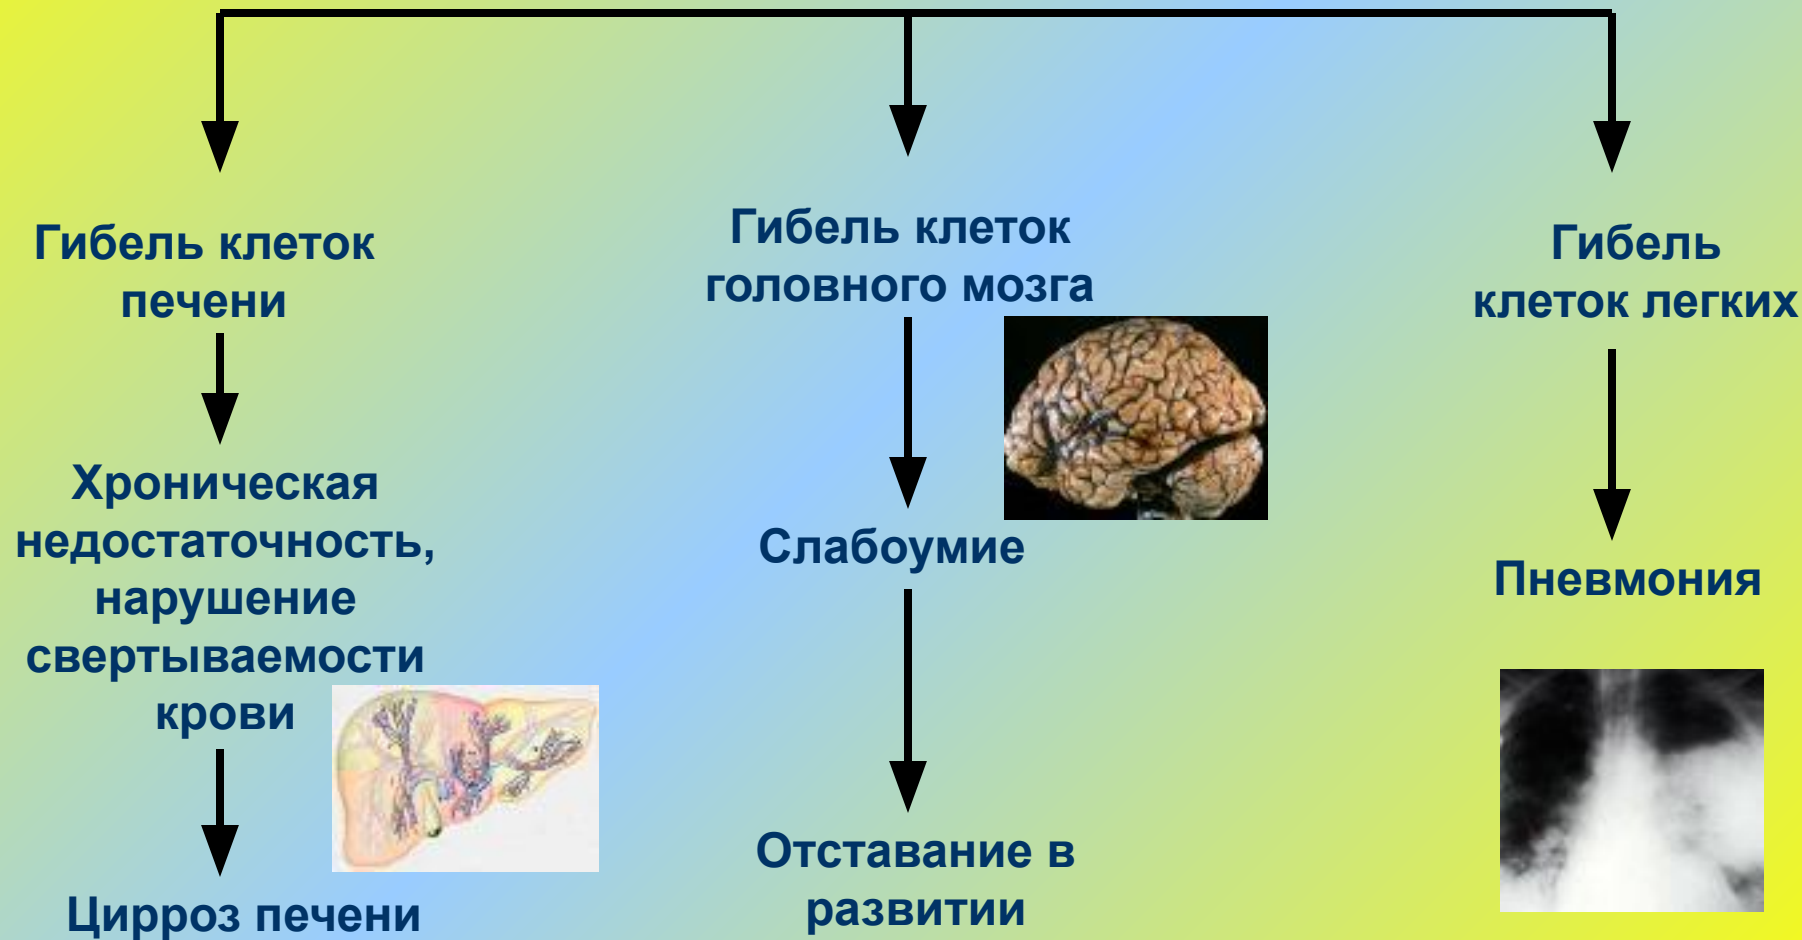 Гибель клеток
печени
Хроническая
недостаточность,
нарушение
свертываемости
крови
Цирроз печени
Гибель клеток
головного мозга
Слабоумие
Отставание в
развитии
Гибель
клеток легких
Пневмония